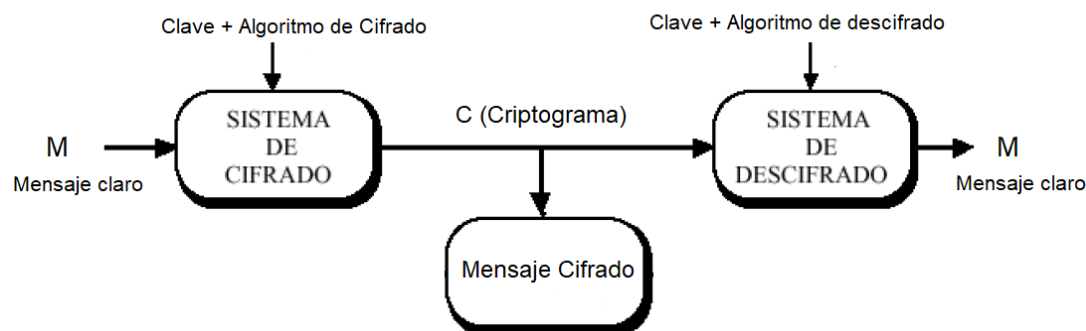 Clave + Algoritmo de Cifrado
Clave + Algoritmo de descifrado
M
Mensaje claro
SISTEMA
DE
CIFRADO
C (Criptograma)
SISTEMA
DE
DESCIFRADO
M
Mensaje claro
Mensaje Cifrado